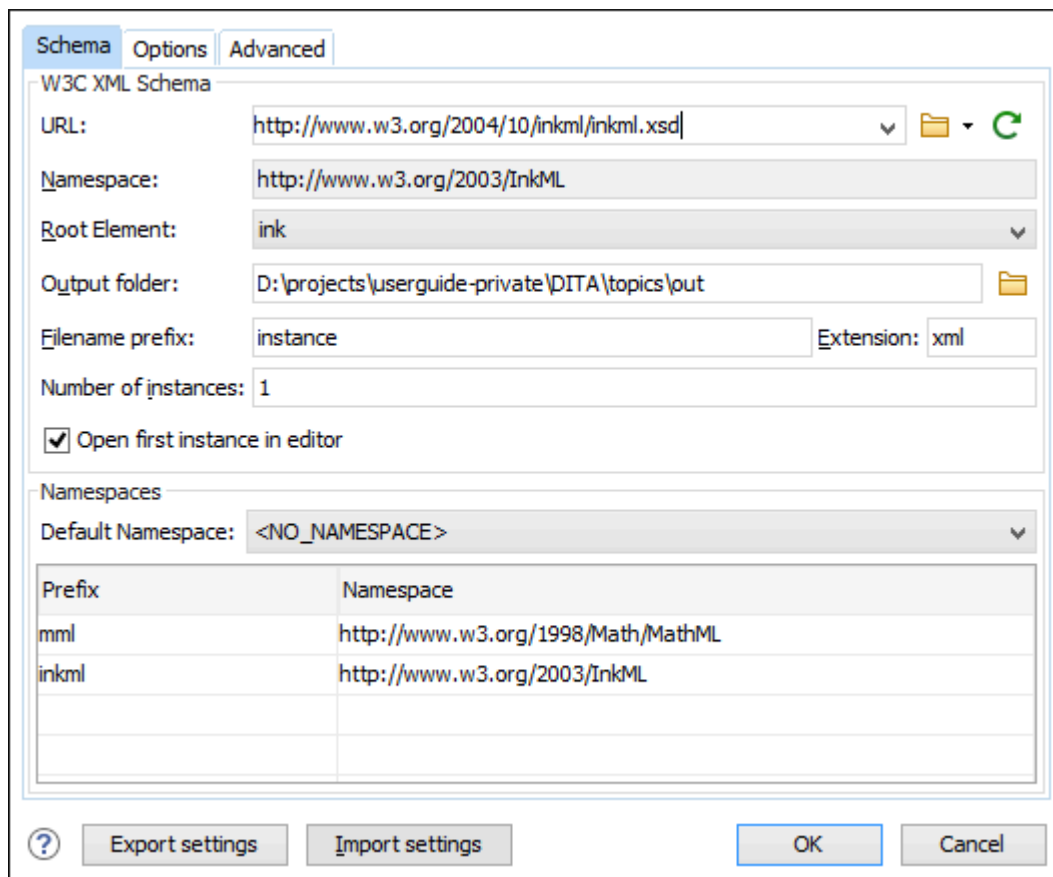 Schema Options Advanced
W3C XML Schema
URL: http://www.w3.org/2004/10/inkml/inkml.xsd
Namespace: http://www.w3.org/2003/InkML
Root Element: ink
Output folder: D:\projects\userguide-private\DITA\topics\out
Filename prefix: instance Extension: xml
Number of instances: 1
Open first instance in editor
Namespaces
Default Namespace: <NO_NAMESPACE>
Prefix Namespace
mml http://www.w3.org/1998/Math/MathML
inkml http://www.w3.org/2003/InkML
? Export settings Import settings OK Cancel